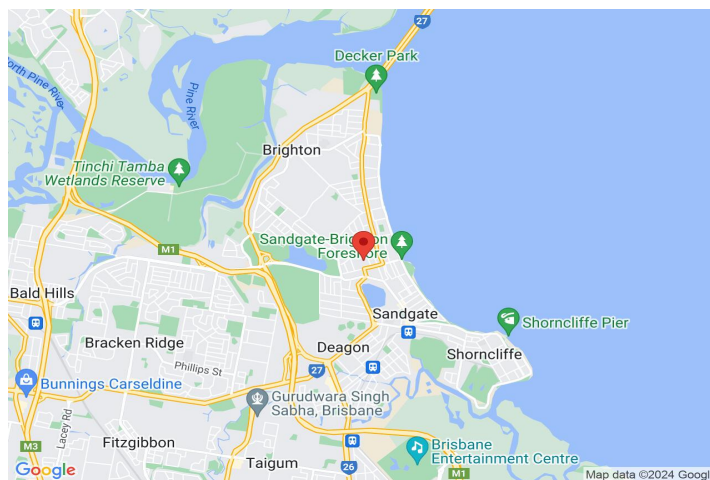 27
Decker Park
North Pine River
Pine River
Brighton
Tinchi Tamba
Wetlands Reserve
Sandgate-Brighton
Foreshore
M1
Bald Hills
Sandgate
Shorncliffe Pier
Bracken Ridge
Deagon
Shorncliffe
Phillips St
27
Bunnings Carseldine
Gurudwara Singh
Sabha, Brisbane
Lacey Rd
Fitzgibbon
M3
Brisbane
Entertainment Centre
Taigum
26
M1
Google
Map data ©2024 Googl